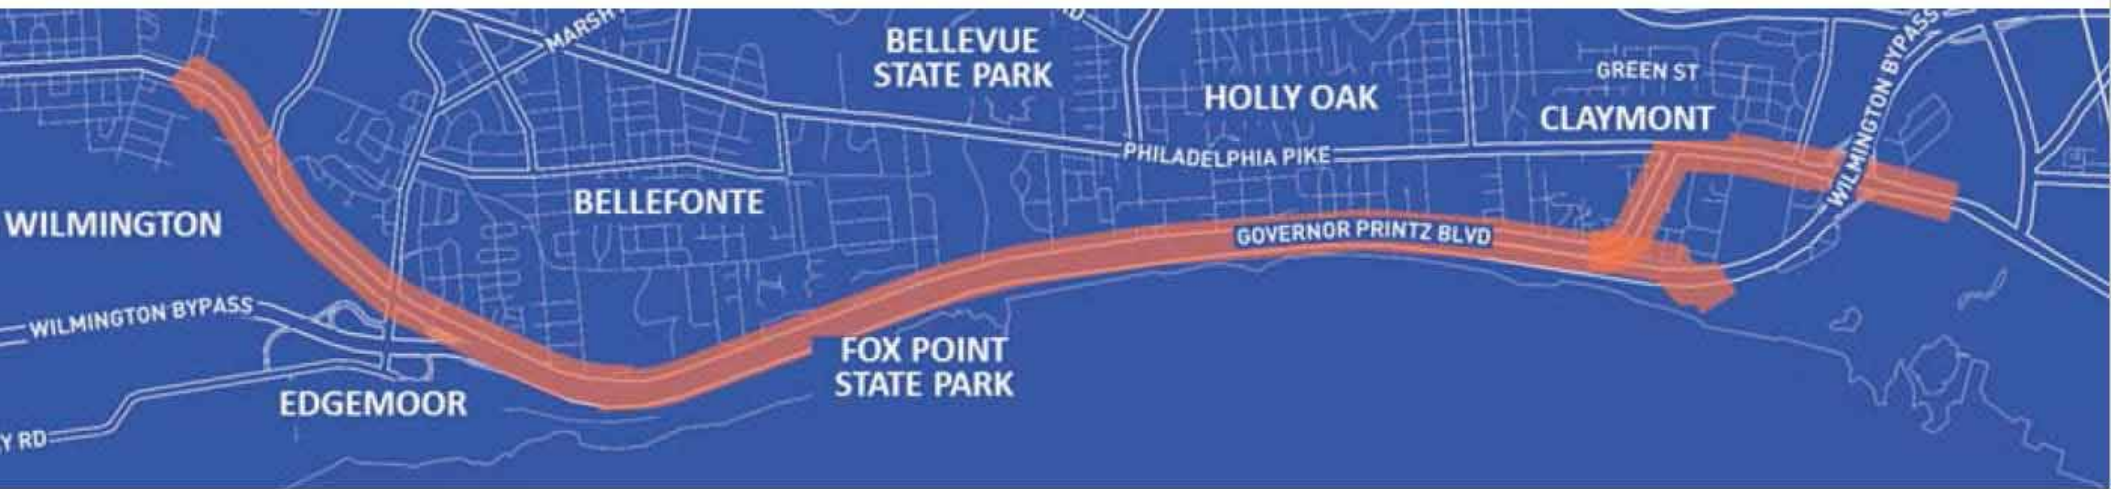 MARSH
BELLEVUE
STATE PARK
HOLLY OAK
GREEN ST
CLAYMONT
WILMINGTON BYPASS
PHILADELPHIA PIKE
BELLEFONTE
WILMINGTON
GOVERNOR PRINTZ BLVD
WILMINGTON BYPASS
FOX POINT
STATE PARK
EDGEMOOR
Y RD